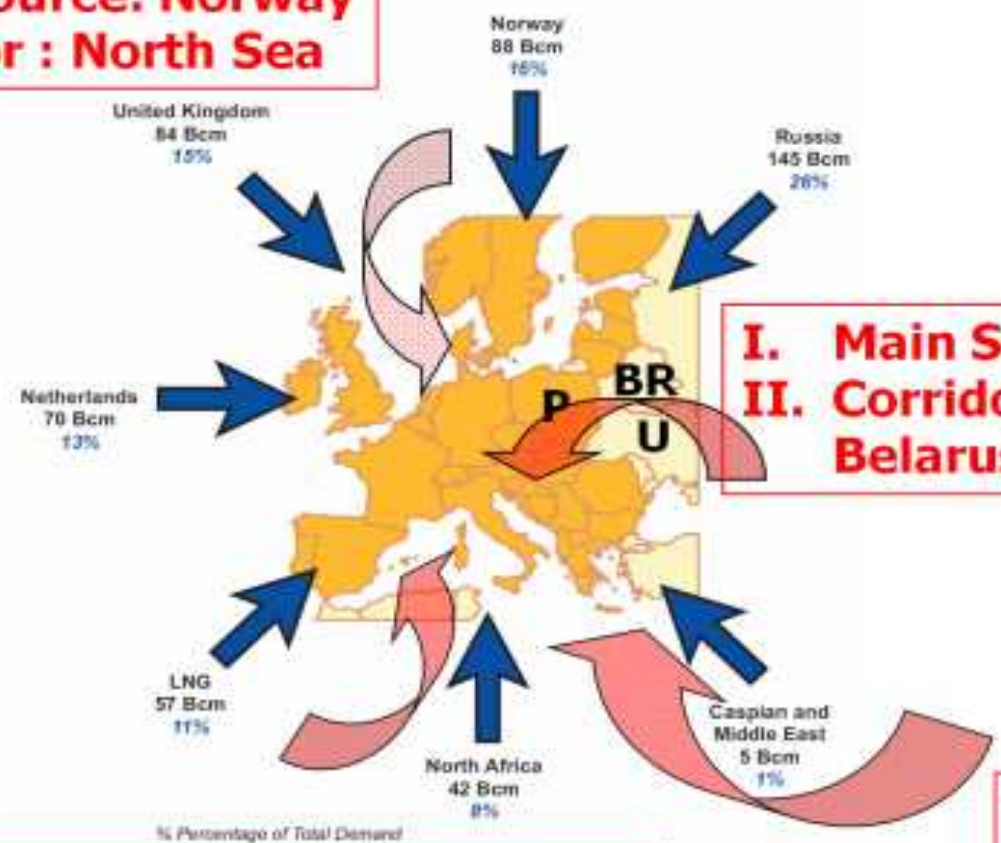 ource: Norway
r : North Sea
Norway
88 Bcm
16%
United Kingdom
84 Bcm
15%
Russia
145 Bcm
26%
I. Main S
II. Corrido
Belarus
BR
P
U
Netherlands
70 Bcm
13%
LNG
57 Bcm
11%
North Africa
42 Bcm
8%
Caspian and
Middle East
5 Bcm
1%
% Percentage of Total Demand